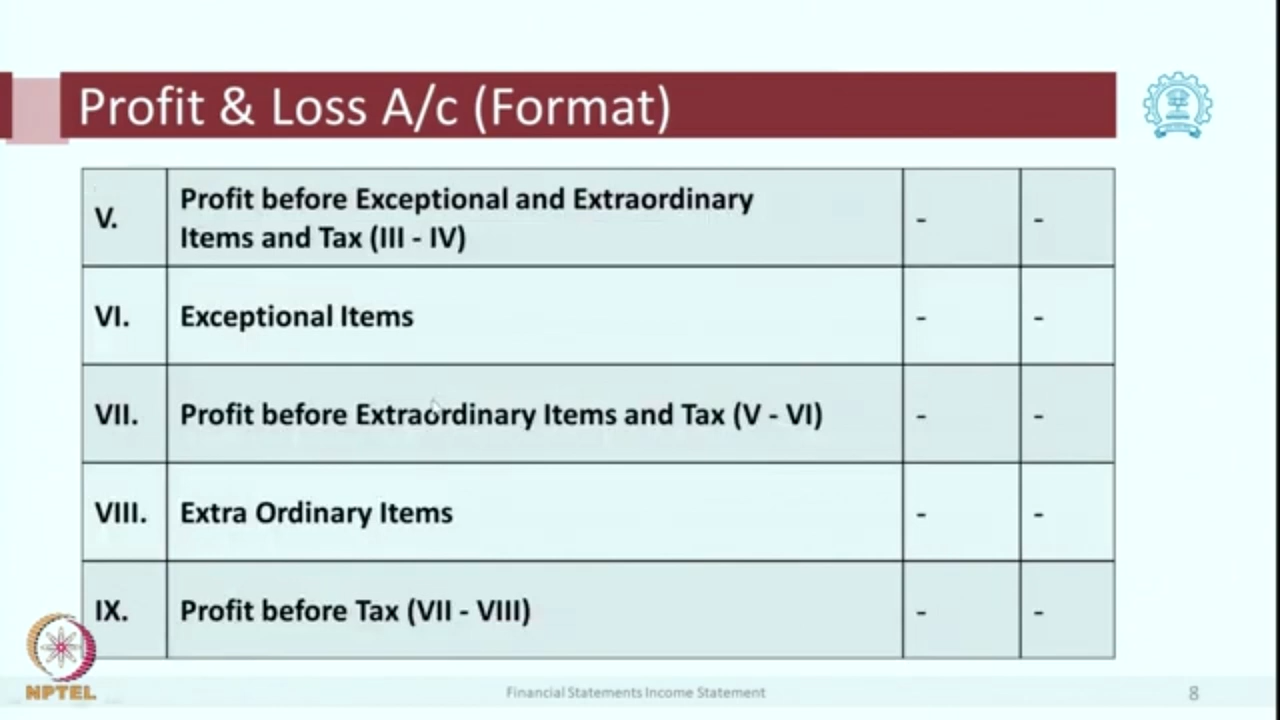 Profit & Loss A/c (Format)
V.
Profit before Exceptional and Extraordinary
Items and Tax (III - IV)
-
-
VI.
Exceptional Items
-
-
VII.
Profit before Extraordinary Items and Tax (V - VI)
-
-
VIII.
Extra Ordinary Items
-
-
IX.
Profit before Tax (VII - VIII)
-
-
NPTEL
Financial Statements Income Statement
8